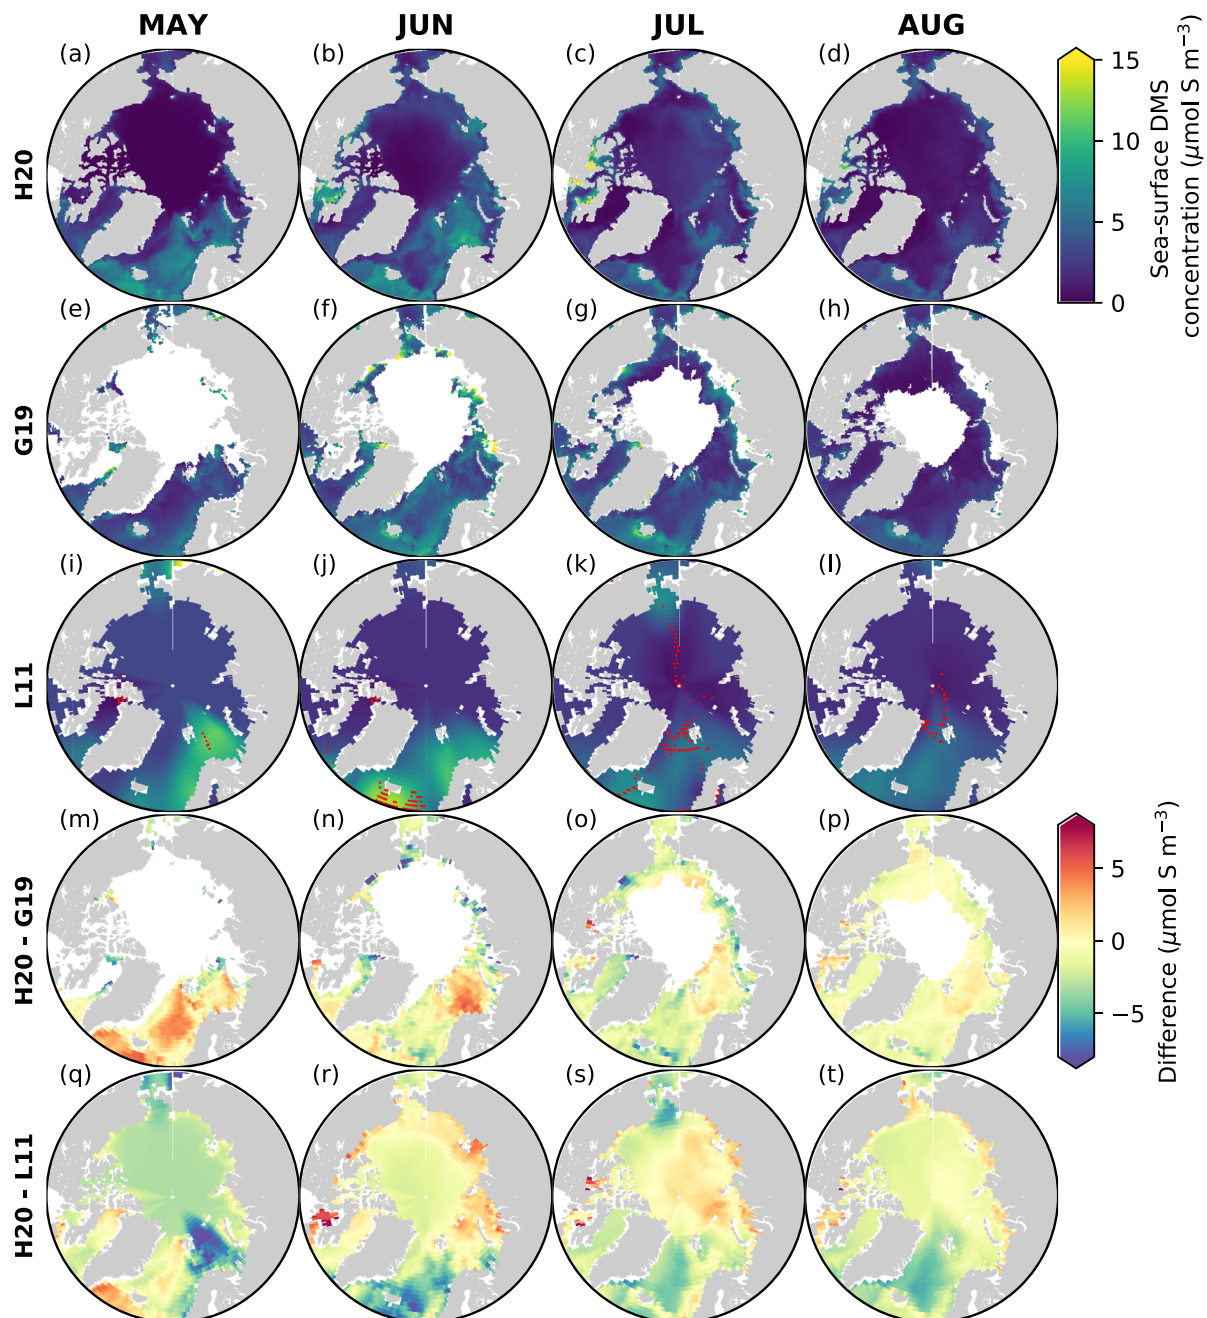 MAY JUN JUL AUG
(a) (b) (c) (d)
H20
15
10
5
0
Sea-surface DMS
concentration (μmol S m⁻³)
(e) (f) (g) (h)
G19
(i) (j) (k) (l)
L11
(m) (n) (o) (p)
H20 - G19
5
0
−5
Difference (μmol S m⁻³)
(q) (r) (s) (t)
H20 - L11